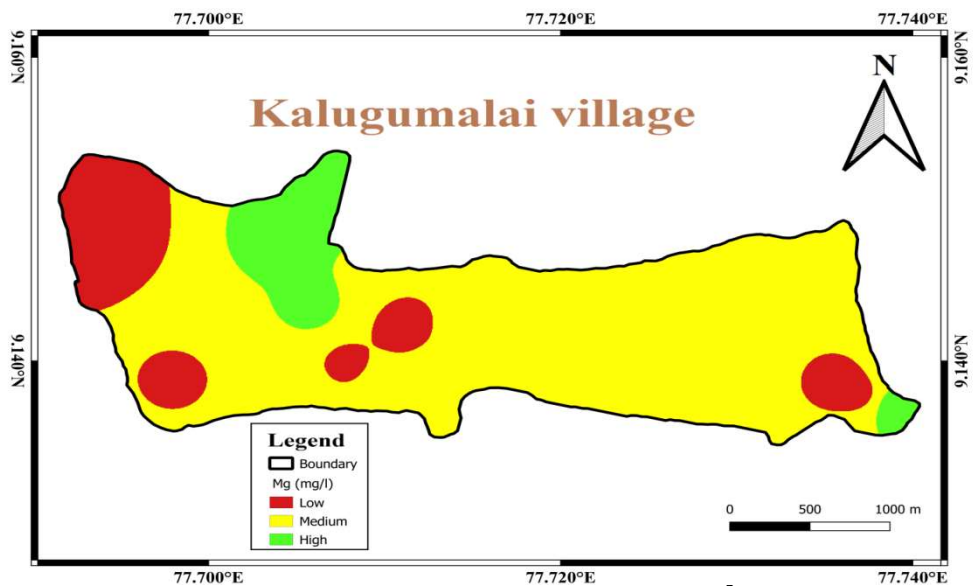 77.700°E 77.720°E 77.740°E
9.160°N 9.160°N
N
Kalugumalai village
9.140°N 9.140°N
Legend
Boundary
Mg (mg/l)
Low
Medium
High
0 500 1000 m
77.700°E 77.720°E 77.740°E